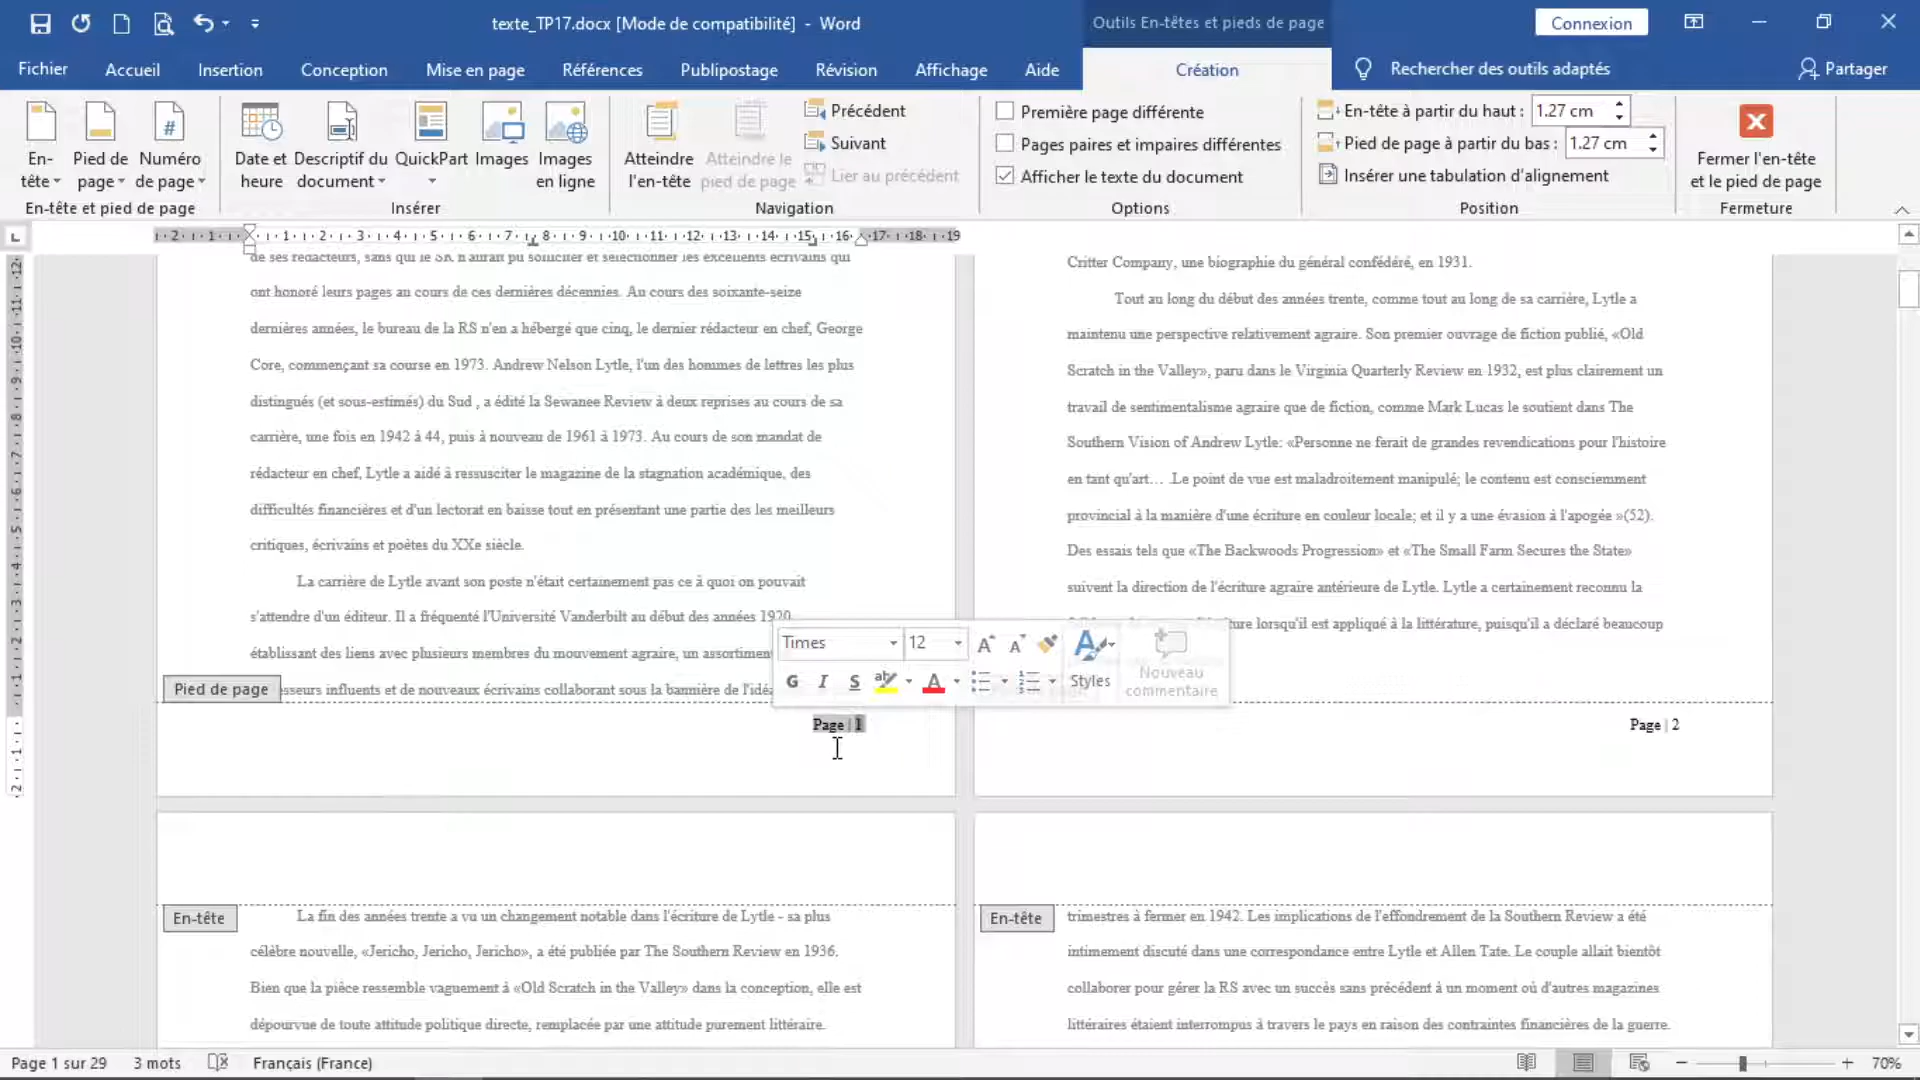 texte_TP17.docx [Mode de compatibilité] - Word
Outils En-têtes et pieds de page
Connexion
Fichier Accueil Insertion Conception Mise en page Références Publipostage Révision Affichage Aide Création Rechercher des outils adaptés Partager
En-tête
Pied de page
Numéro de page
En-tête et pied de page
Date et heure
Descriptif du document
QuickPart
Images
Images en ligne
Insérer
Atteindre l'en-tête
Atteindre le pied de page
Précédent
Suivant
Lier au précédent
Navigation
Première page différente
Pages paires et impaires différentes
Afficher le texte du document
Options
En-tête à partir du haut : 1.27 cm
Pied de page à partir du bas : 1.27 cm
Insérer une tabulation d'alignement
Position
Fermer l'en-tête et le pied de page
Fermeture
de ses rédacteurs, sans qui le SR n'aurait pu solliciter et sélectionner les excellents écrivains qui
ont honoré leurs pages au cours de ces dernières décennies. Au cours des soixante-seize
dernières années, le bureau de la RS n'en a hébergé que cinq, le dernier rédacteur en chef, George
Core, commençant sa course en 1973. Andrew Nelson Lytle, l'un des hommes de lettres les plus
distingués (et sous-estimés) du Sud , a édité la Sewanee Review à deux reprises au cours de sa
carrière, une fois en 1942 à 44, puis à nouveau de 1961 à 1973. Au cours de son mandat de
rédacteur en chef, Lytle a aidé à ressusciter le magazine de la stagnation académique, des
difficultés financières et d'un lectorat en baisse tout en présentant une partie des les meilleurs
critiques, écrivains et poètes du XXe siècle.
La carrière de Lytle avant son poste n'était certainement pas ce à quoi on pouvait
s'attendre d'un éditeur. Il a fréquenté l'Université Vanderbilt au début des années 1920,
établissant des liens avec plusieurs membres du mouvement agraire, un assortiment
esseurs influents et de nouveaux écrivains collaborant sous la bannière de l'idé
Pied de page
Page | 1
Critter Company, une biographie du général confédéré, en 1931.
Tout au long du début des années trente, comme tout au long de sa carrière, Lytle a
maintenu une perspective relativement agraire. Son premier ouvrage de fiction publié, «Old
Scratch in the Valley», paru dans le Virginia Quarterly Review en 1932, est plus clairement un
travail de sentimentalisme agraire que de fiction, comme Mark Lucas le soutient dans The
Southern Vision of Andrew Lytle: «Personne ne ferait de grandes revendications pour l'histoire
en tant qu'art… .Le point de vue est maladroitement manipulé; le contenu est consciemment
provincial à la manière d'une écriture en couleur locale; et il y a une évasion à l'apogée »(52).
Des essais tels que «The Backwoods Progression» et «The Small Farm Secures the State»
suivent la direction de l'écriture agraire antérieure de Lytle. Lytle a certainement reconnu la
lorsqu'il est appliqué à la littérature, puisqu'il a déclaré beaucoup
Page | 2
Times 12
G I S Styles
Nouveau commentaire
En-tête
La fin des années trente a vu un changement notable dans l'écriture de Lytle - sa plus
célèbre nouvelle, «Jericho, Jericho, Jericho», a été publiée par The Southern Review en 1936.
Bien que la pièce ressemble vaguement à «Old Scratch in the Valley» dans la conception, elle est
dépourvue de toute attitude politique directe, remplacée par une attitude purement littéraire.
En-tête
trimestres à fermer en 1942. Les implications de l'effondrement de la Southern Review a été
intimement discuté dans une correspondance entre Lytle et Allen Tate. Le couple allait bientôt
collaborer pour gérer la RS avec un succès sans précédent à un moment où d'autres magazines
littéraires étaient interrompus à travers le pays en raison des contraintes financières de la guerre.
Page 1 sur 29 3 mots Français (France) 70%